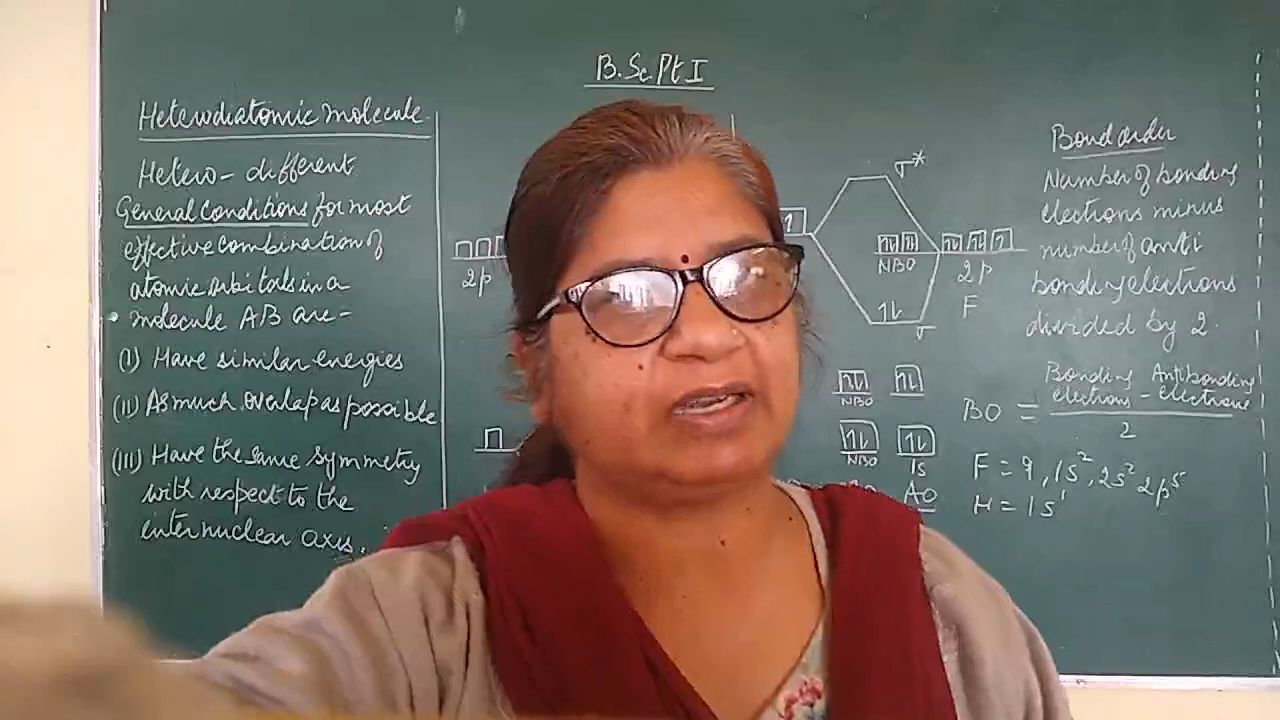 B.Sc.Pt I
Heterodiatomic molecule.
Hetero - different
General Conditions for most
effective combination of
atomic orbitals in a
molecule AB are -
(I) Have similar energies
(II) As much overlap as possible
(III) Have the same symmetry
with respect to the
internuclear axis.
2p
σ*
NBO
2p
F
σ
NBO
NBO
1s
AO
Bond order
Number of bonding
electrons minus
number of anti
bonding electrons
divided by 2.
Bonding Antibonding
electrons - electrons
BO =
2
F = 9, 1s², 2s² 2p⁵
H = 1s¹